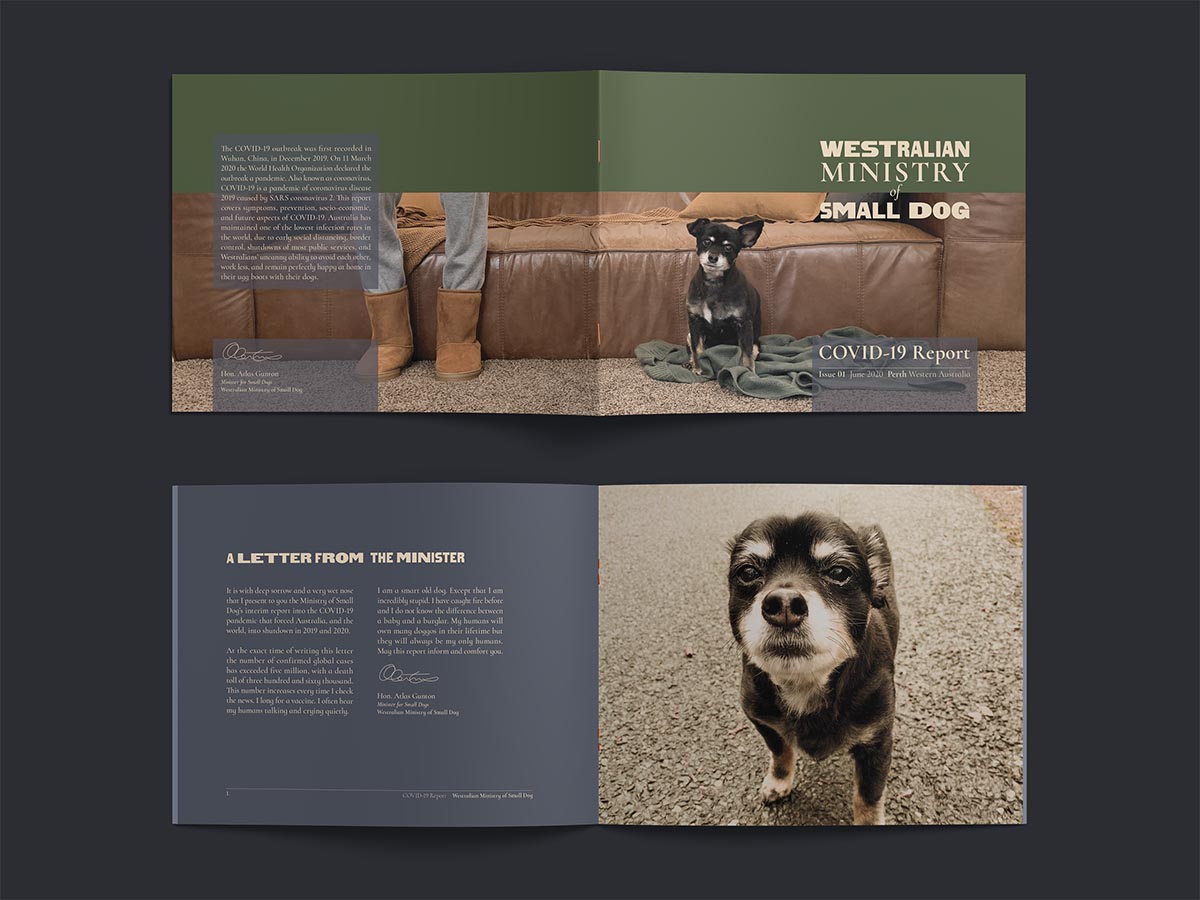 The COVID-19 outbreak was first recorded in
Wuhan, China, in December 2019. On 11 March
2020 the World Health Organization declared the
outbreak a pandemic. Also known as coronavirus,
COVID-19 is a pandemic of coronavirus disease
2019 caused by SARS coronavirus 2. This report
covers symptoms, prevention, socio-economic,
and future aspects of COVID-19. Australia has
maintained one of the lowest infection rates in
the world, due to early social distancing, border
control, shutdowns of most public services, and
Westralians' uncanny ability to avoid each other,
work less, and remain perfectly happy at home in
their ugg boots with their dogs.
Hon. Atlas Gunton
Minister for Small Dogs
Westralian Ministry of Small Dog
WESTRALIAN
MINISTRY
of
SMALL DOG
COVID-19 Report
Issue 01 June 2020 Perth Western Australia
A LETTER FROM THE MINISTER
It is with deep sorrow and a very wet nose
that I present to you the Ministry of Small
Dog's interim report into the COVID-19
pandemic that forced Australia, and the
world, into shutdown in 2019 and 2020.
At the exact time of writing this letter
the number of confirmed global cases
has exceeded five million, with a death
toll of three hundred and sixty thousand.
This number increases every time I check
the news. I long for a vaccine. I often hear
my humans talking and crying quietly.
I am a smart old dog. Except that I am
incredibly stupid. I have caught fire before
and I do not know the difference between
a baby and a burglar. My humans will
own many doggos in their lifetime but
they will always be my only humans.
May this report inform and comfort you.
Hon. Atlas Gunton
Minister for Small Dogs
Westralian Ministry of Small Dog
COVID-19 Report Westralian Ministry of Small Dog